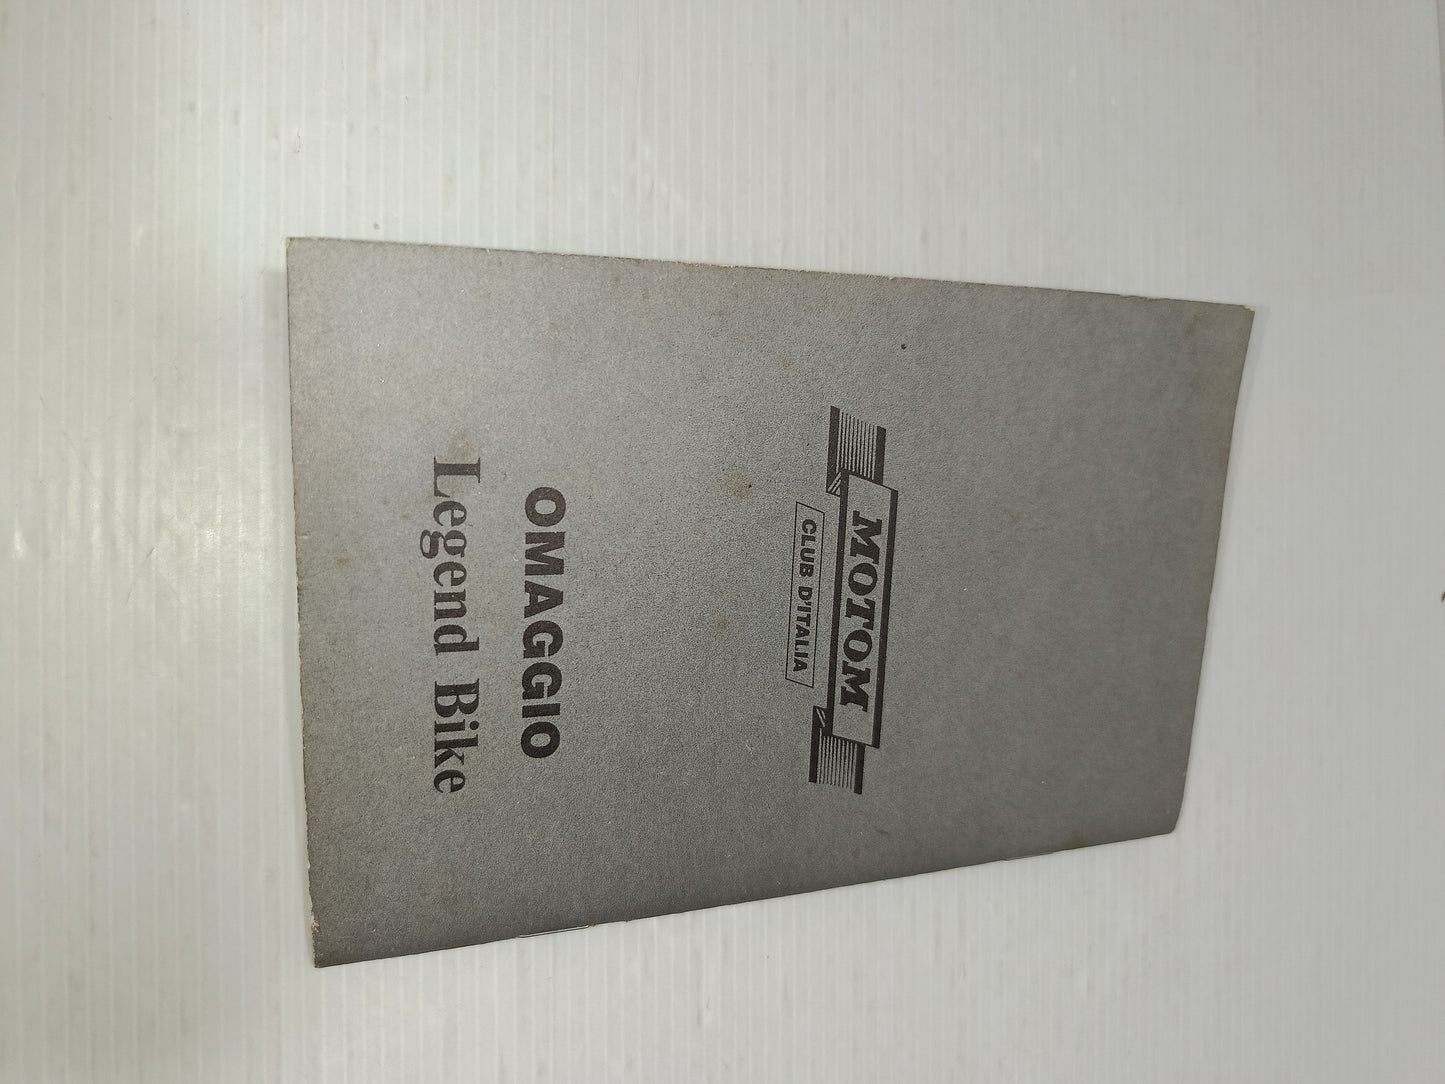 MOTOM
CLUB D'ITALIA
OMAGGIO
Legend Bike